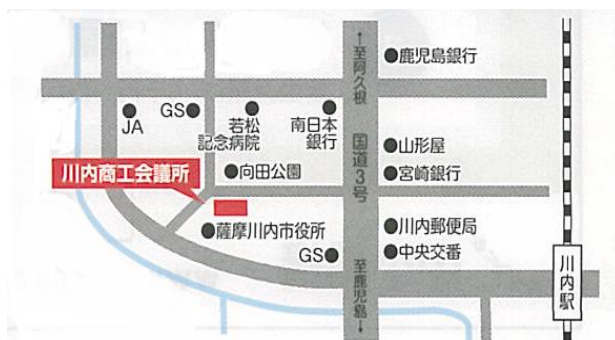 ↑至阿久根
●鹿児島銀行
●
JA
GS●
●
若松
記念病院
●
南日本
銀行
国道3号
●山形屋
●宮崎銀行
川内商工会議所
●向田公園
●薩摩川内市役所
GS●
●川内郵便局
●中央交番
至鹿児島↓
川内駅